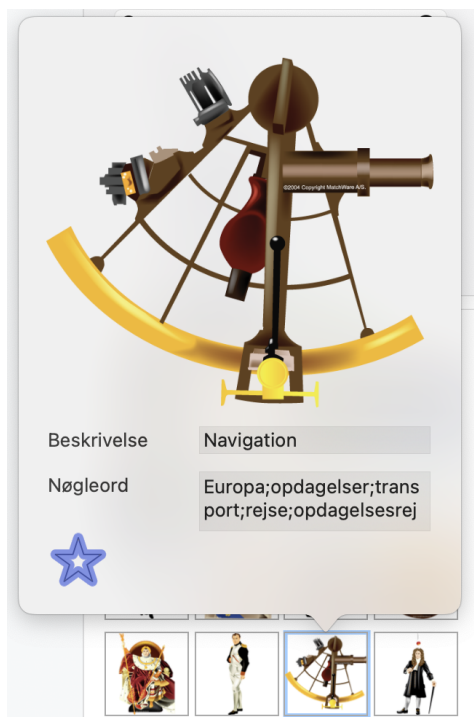 ©2004 Copyright MatchWare A/S.
Beskrivelse
Navigation
Nøgleord
Europa;opdagelser;trans
port;rejse;opdagelsesrej